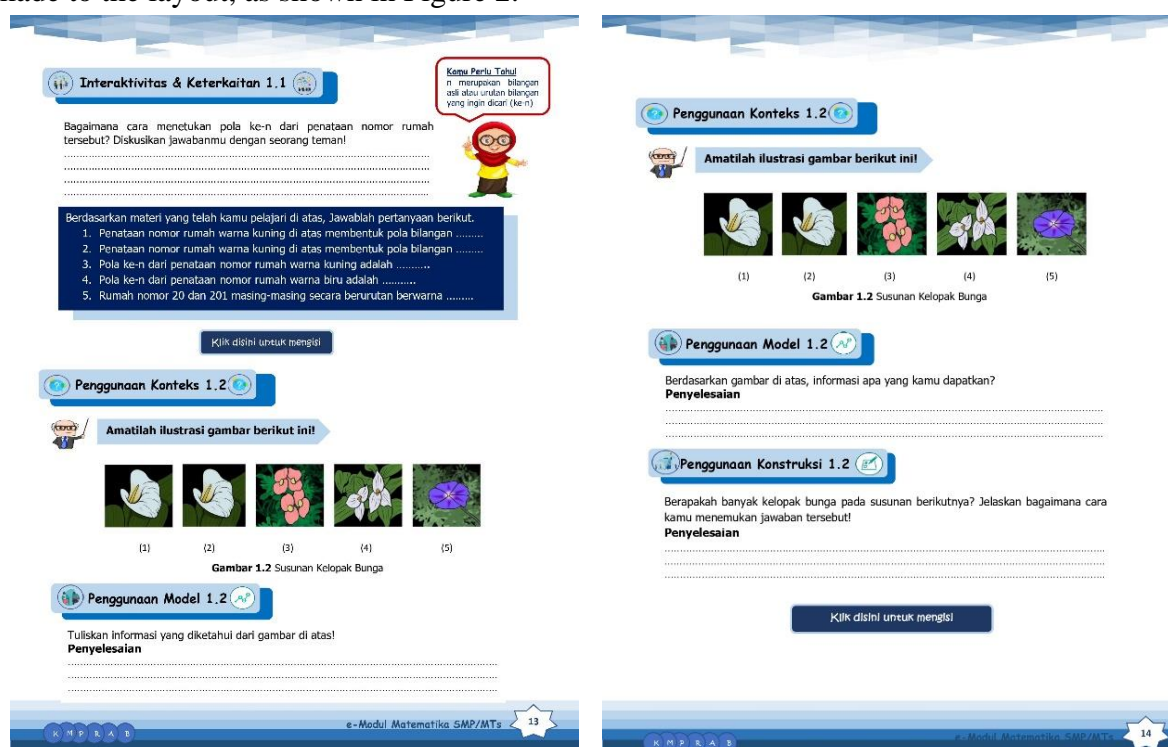 made to the layout, as shown in Figure 2.
Interaktivitas & Keterkaitan 1.1
Kamu Perlu Tahu!
n merupakan bilangan
asli atau urutan bilangan
yang ingin dicari (ke-n)
Bagaimana cara menetukan pola ke-n dari penataan nomor rumah
tersebut? Diskusikan jawabanmu dengan seorang teman!
Berdasarkan materi yang telah kamu pelajari di atas, Jawablah pertanyaan berikut.
1. Penataan nomor rumah warna kuning di atas membentuk pola bilangan .........
2. Penataan nomor rumah warna kuning di atas membentuk pola bilangan .........
3. Pola ke-n dari penataan nomor rumah warna kuning adalah ...........
4. Pola ke-n dari penataan nomor rumah warna biru adalah ...........
5. Rumah nomor 20 dan 201 masing-masing secara berurutan berwarna .........
Klik disini untuk mengisi
Penggunaan Konteks 1.2
Amatilah ilustrasi gambar berikut ini!
(1) (2) (3) (4) (5)
Gambar 1.2 Susunan Kelopak Bunga
Penggunaan Model 1.2
Tuliskan informasi yang diketahui dari gambar di atas!
Penyelesaian
K M P R A B
e-Modul Matematika SMP/MTs
13
Penggunaan Konteks 1.2
Amatilah ilustrasi gambar berikut ini!
(1) (2) (3) (4) (5)
Gambar 1.2 Susunan Kelopak Bunga
Penggunaan Model 1.2
Berdasarkan gambar di atas, informasi apa yang kamu dapatkan?
Penyelesaian
Penggunaan Konstruksi 1.2
Berapakah banyak kelopak bunga pada susunan berikutnya? Jelaskan bagaimana cara
kamu menemukan jawaban tersebut!
Penyelesaian
Klik disini untuk mengisi
K M P R A B
e-Modul Matematika SMP/MTs
14